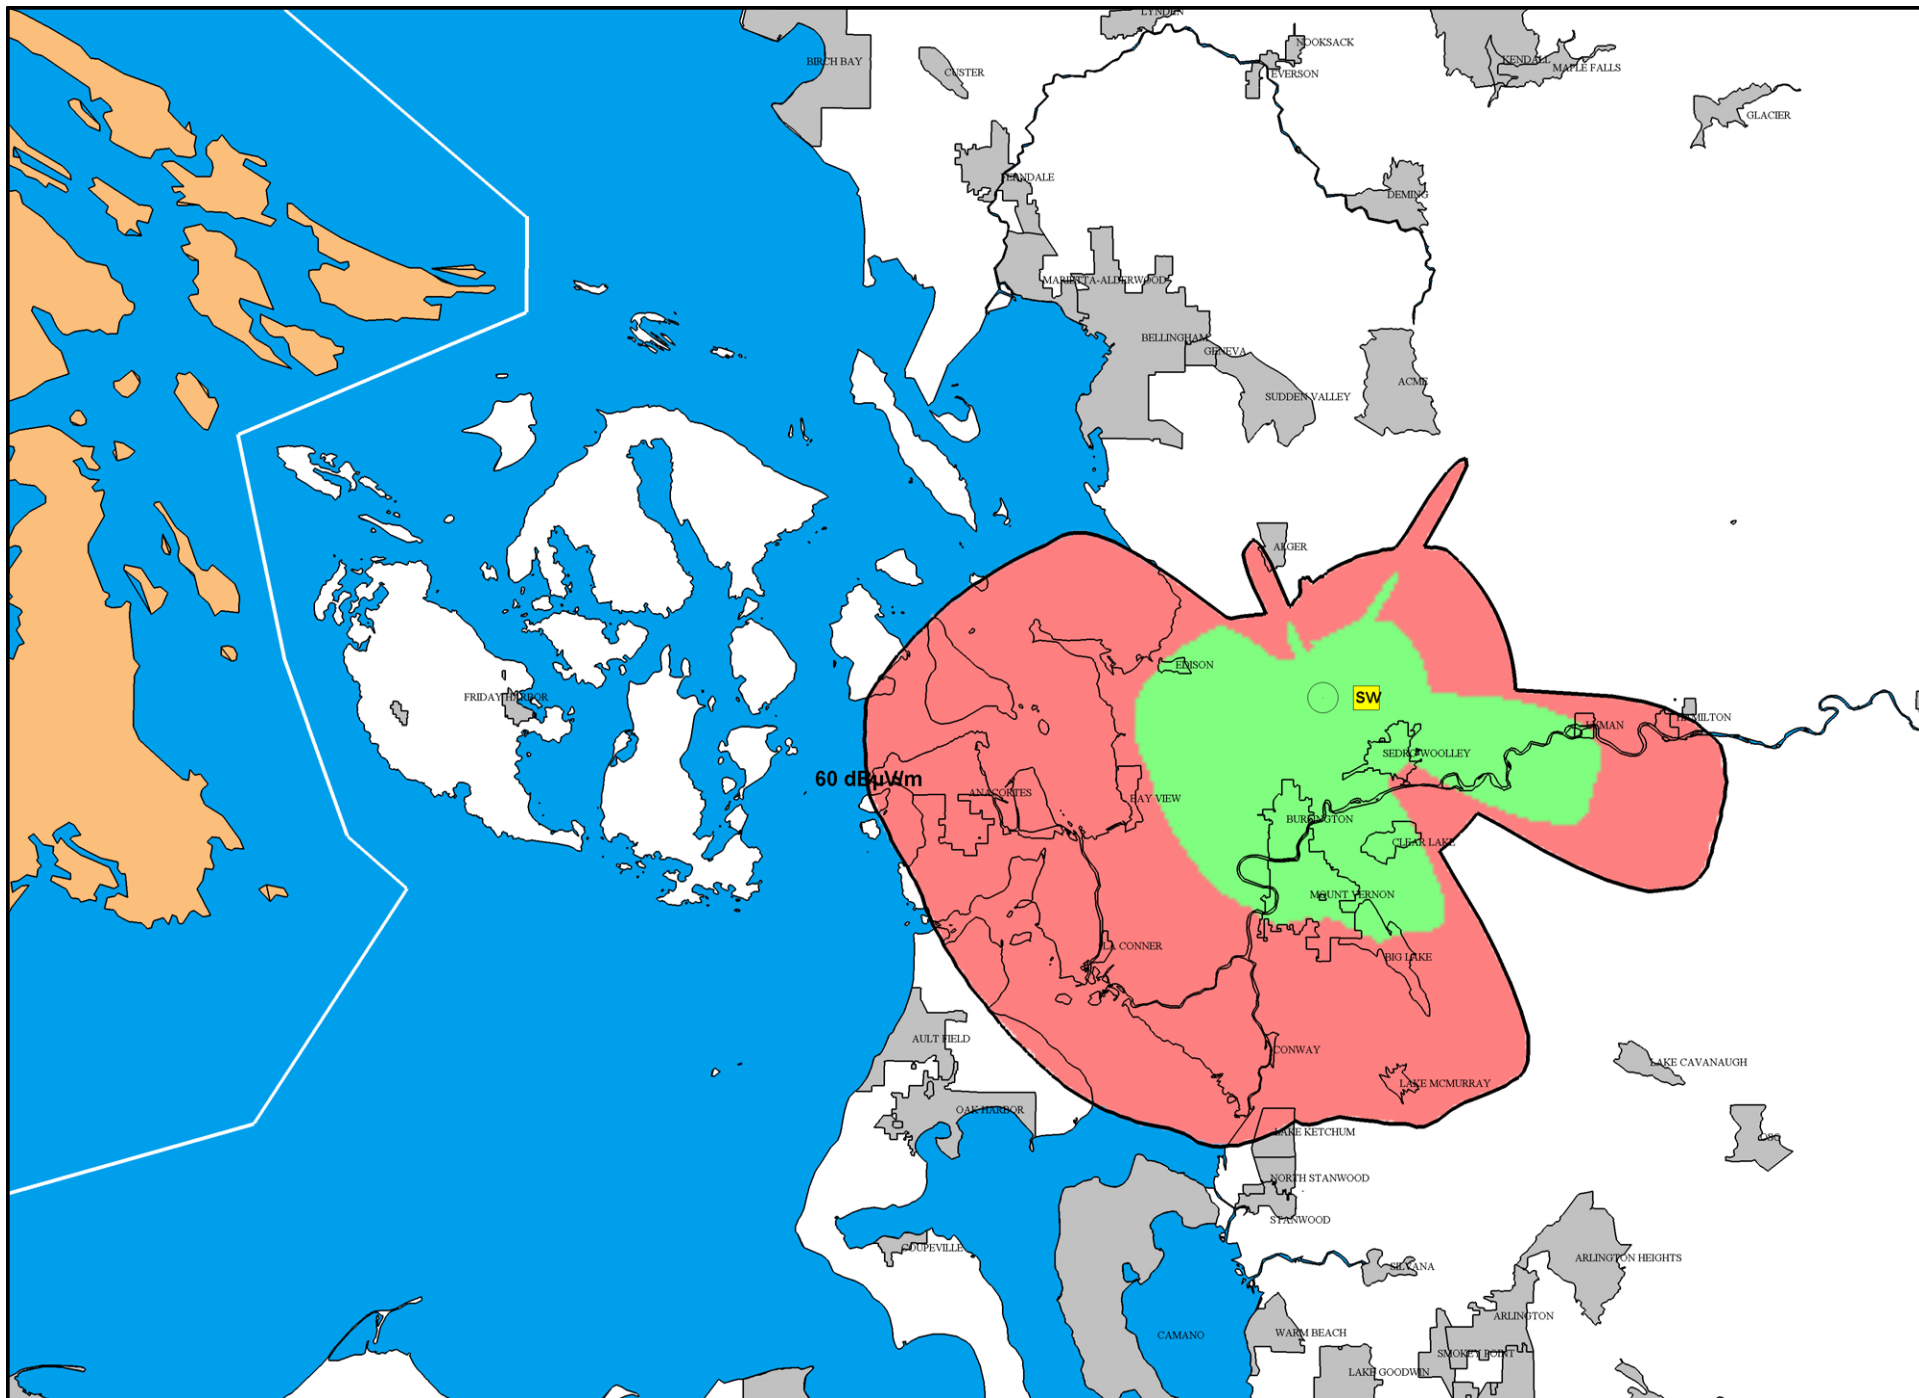 LYNDEN
NOOKSACK
BIRCH BAY
CUSTER
EVERSON
KENDALL
MAPLE FALLS
GLACIER
FERNDALE
DEMING
MARIETTA-ALDERWOOD
BELLINGHAM
GENEVA
ACME
SUDDEN VALLEY
ALGER
EDISON
FRIDAY HARBOR
SW
LYMAN
HAMILTON
SEDRO-WOOLLEY
60 dBµV/m
ANACORTES
BAY VIEW
BURLINGTON
CLEAR LAKE
MOUNT VERNON
LA CONNER
BIG LAKE
AULT FIELD
CONWAY
LAKE CAVANAUGH
LAKE MCMURRAY
OAK HARBOR
LAKE KETCHUM
OSO
NORTH STANWOOD
STANWOOD
COUPEVILLE
ARLINGTON HEIGHTS
SILVANA
ARLINGTON
CAMANO
WARM BEACH
SMOKEY POINT
LAKE GOODWIN